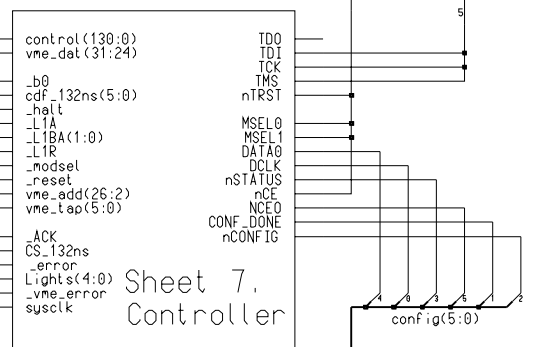 5
control(130:0) TDO
vme_dat(31:24) TDI
TCK
_b0 TMS
cdf_132ns(5:0) nTRST
_halt
_L1A MSEL0
_L1BA(1:0) MSEL1
_L1R DATA0
_modsel DCLK
_reset nSTATUS
vme_add(26:2) nCE
vme_tap(5:0) NCEO
CONF_DONE
_ACK nCONFIG
CS_132ns
_error
Lights(4:0)
_vme_error
sysclk
Sheet 7.
Controller
4 0 3 5 1 2
config(5:0)